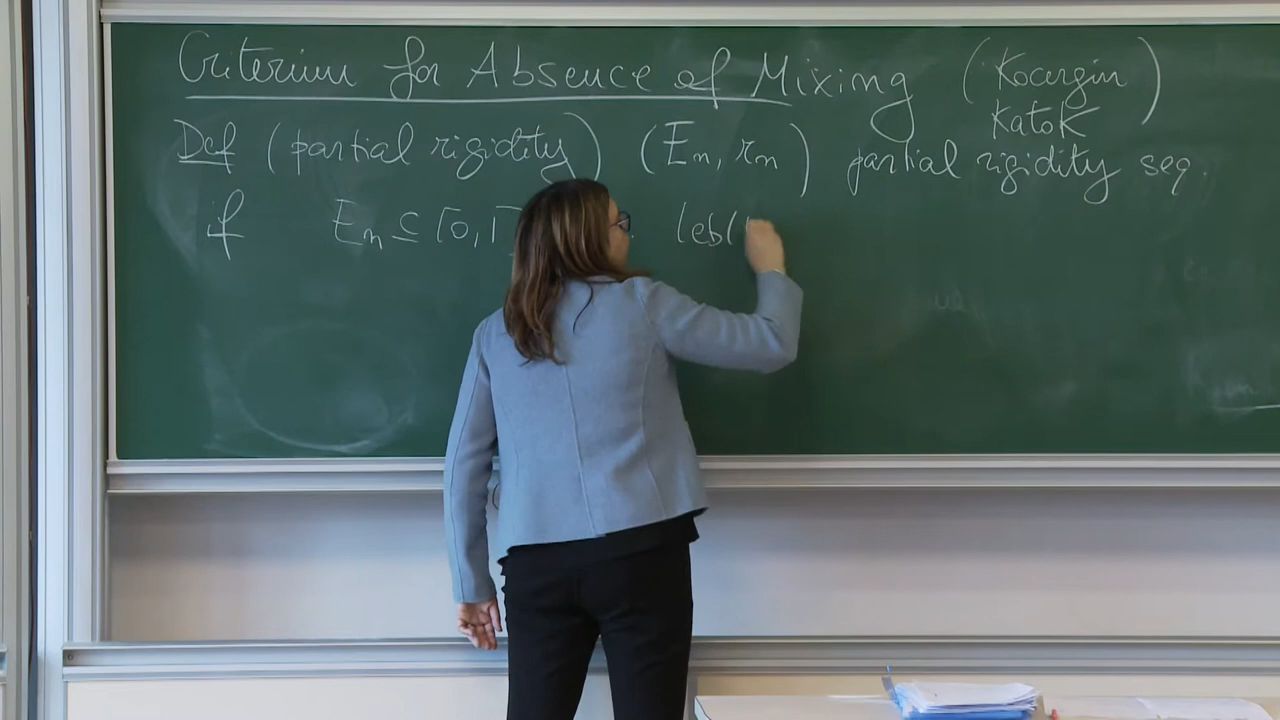 Criterium for Absence of Mixing (Kocergin
Katok)
Def (partial rigidity) (En, rn) partial rigidity seq.
if En ⊆ [0,1 leb(